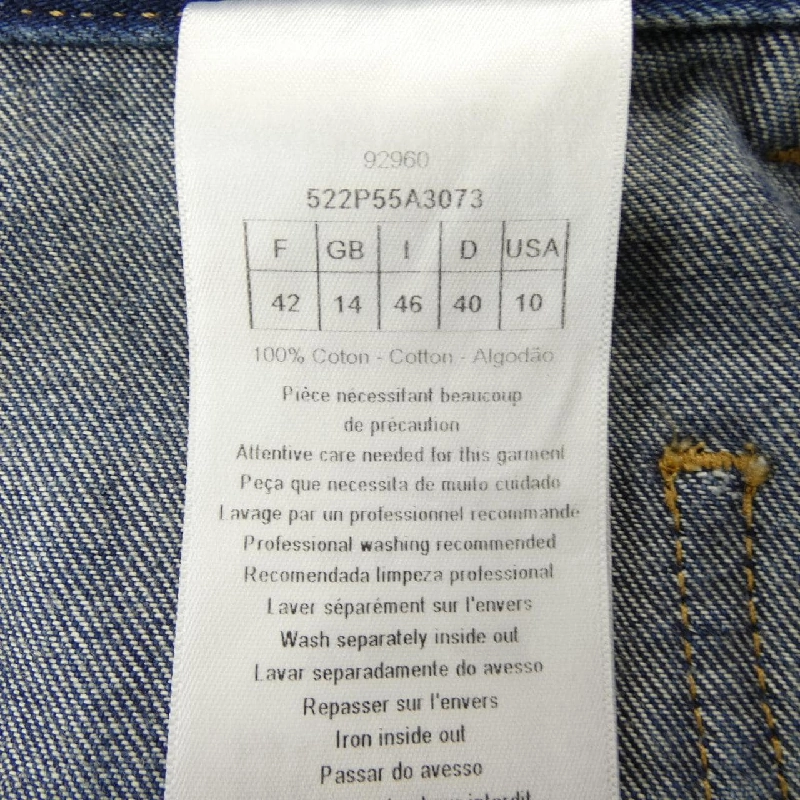 92960
522P55A3073
F GB I D USA
42 14 46 40 10
100% Coton - Cotton - Algodão
Pièce nécessitant beaucoup
de précaution
Attentive care needed for this garment
Peça que necessita de muito cuidado
Lavage par un professionnel recommande
Professional washing recommended
Recomendada limpeza professional
Laver séparément sur l'envers
Wash separately inside out
Lavar separadamente do avesso
Repasser sur l'envers
Iron inside out
Passar do avesso
interdit